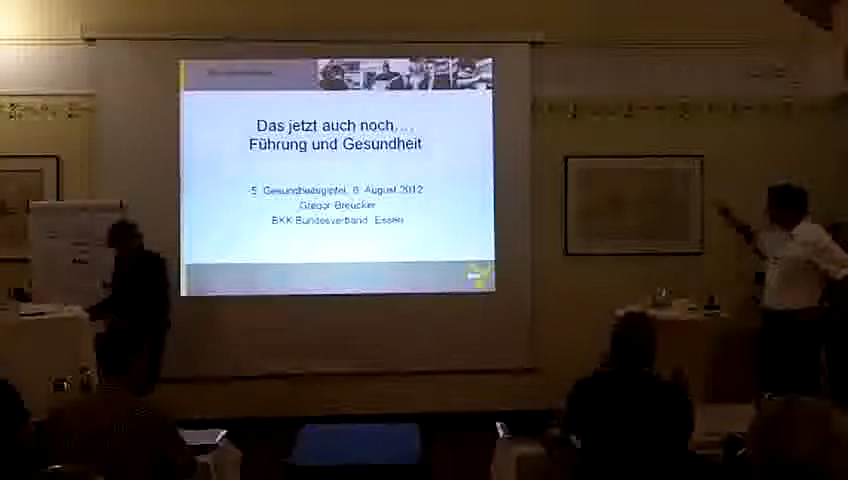 Das jetzt auch noch....
Führung und Gesundheit
5. Gesundheitsgipfel, 8. August 2012
Gregor Breucker
BKK Bundesverband, Essen